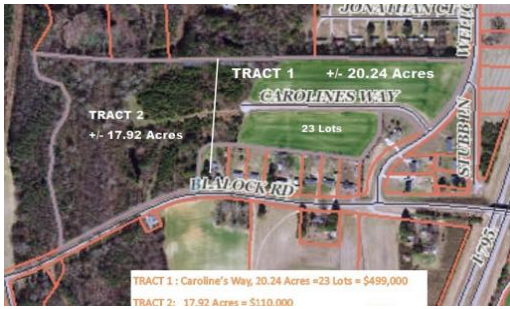 JONATHAN CT
TRACT 1 +/- 20.24 Acres
CAROLINES WAY
TRACT 2
+/- 17.92 Acres
23 Lots
STUBB LN
BLALOCK RD
I-795
TRACT 1 : Caroline's Way, 20.24 Acres =23 Lots = $499,000
TRACT 2: 17.92 Acres = $110,000